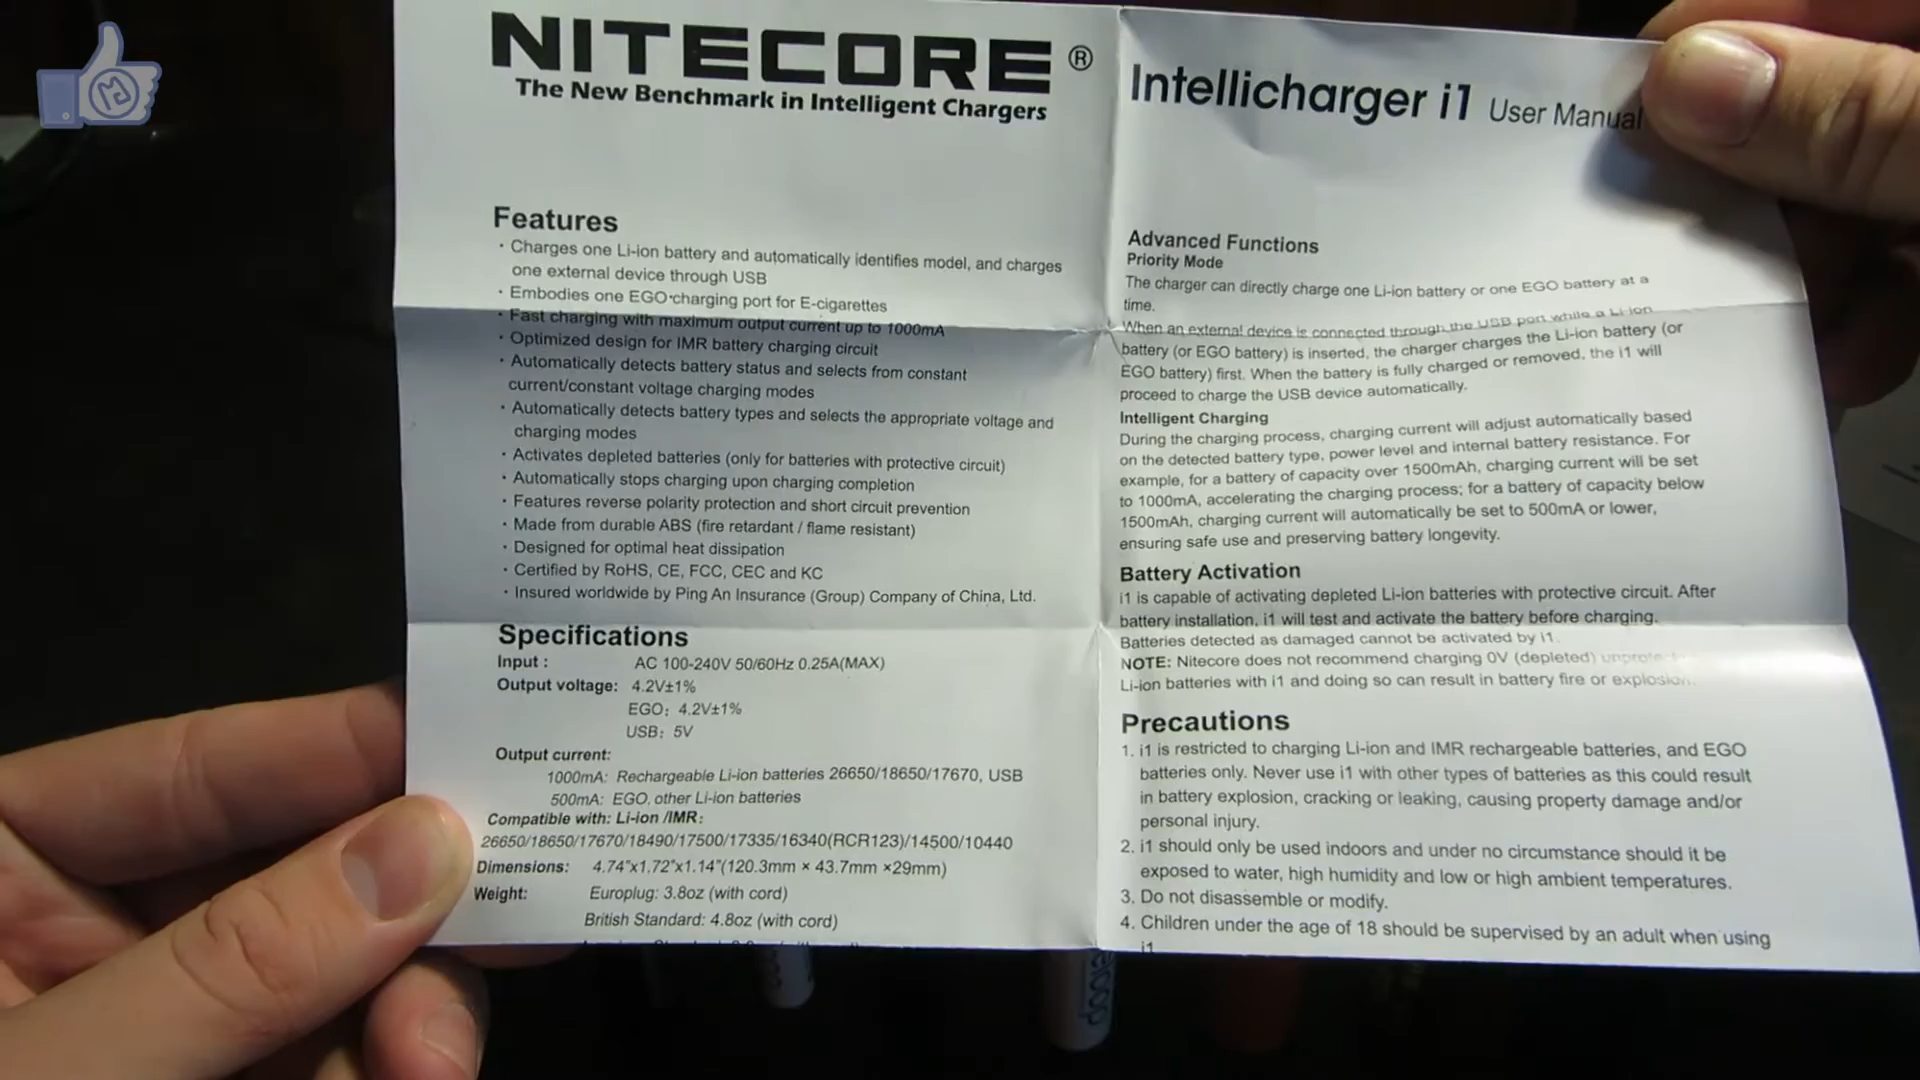 NITECORE®
The New Benchmark in Intelligent Chargers
Features
· Charges one Li-ion battery and automatically identifies model, and charges
one external device through USB
· Embodies one EGO charging port for E-cigarettes
· Fast charging with maximum output current up to 1000mA
· Optimized design for IMR battery charging circuit
· Automatically detects battery status and selects from constant
current/constant voltage charging modes
· Automatically detects battery types and selects the appropriate voltage and
charging modes
· Activates depleted batteries (only for batteries with protective circuit)
· Automatically stops charging upon charging completion
· Features reverse polarity protection and short circuit prevention
· Made from durable ABS (fire retardant / flame resistant)
· Designed for optimal heat dissipation
· Certified by RoHS, CE, FCC, CEC and KC
· Insured worldwide by Ping An Insurance (Group) Company of China, Ltd.
Specifications
Input : AC 100-240V 50/60Hz 0.25A(MAX)
Output voltage: 4.2V±1%
EGO: 4.2V±1%
USB: 5V
Output current:
1000mA: Rechargeable Li-ion batteries 26650/18650/17670, USB
500mA: EGO, other Li-ion batteries
Compatible with: Li-ion /IMR:
26650/18650/17670/18490/17500/17335/16340(RCR123)/14500/10440
Dimensions: 4.74"x1.72"x1.14"(120.3mm × 43.7mm ×29mm)
Weight: Europlug: 3.8oz (with cord)
British Standard: 4.8oz (with cord)
Intellicharger i1 User Manual
Advanced Functions
Priority Mode
The charger can directly charge one Li-ion battery or one EGO battery at a
time.
When an external device is connected through the USB port while a Li-ion
battery (or EGO battery) is inserted, the charger charges the Li-ion battery (or
EGO battery) first. When the battery is fully charged or removed, the i1 will
proceed to charge the USB device automatically.
Intelligent Charging
During the charging process, charging current will adjust automatically based
on the detected battery type, power level and internal battery resistance. For
example, for a battery of capacity over 1500mAh, charging current will be set
to 1000mA, accelerating the charging process; for a battery of capacity below
1500mAh, charging current will automatically be set to 500mA or lower,
ensuring safe use and preserving battery longevity.
Battery Activation
i1 is capable of activating depleted Li-ion batteries with protective circuit. After
battery installation, i1 will test and activate the battery before charging.
Batteries detected as damaged cannot be activated by i1.
NOTE: Nitecore does not recommend charging 0V (depleted)
Li-ion batteries with i1 and doing so can result in battery fire or explosion.
Precautions
1. i1 is restricted to charging Li-ion and IMR rechargeable batteries, and EGO
batteries only. Never use i1 with other types of batteries as this could result
in battery explosion, cracking or leaking, causing property damage and/or
personal injury.
2. i1 should only be used indoors and under no circumstance should it be
exposed to water, high humidity and low or high ambient temperatures.
3. Do not disassemble or modify.
4. Children under the age of 18 should be supervised by an adult when using
i1